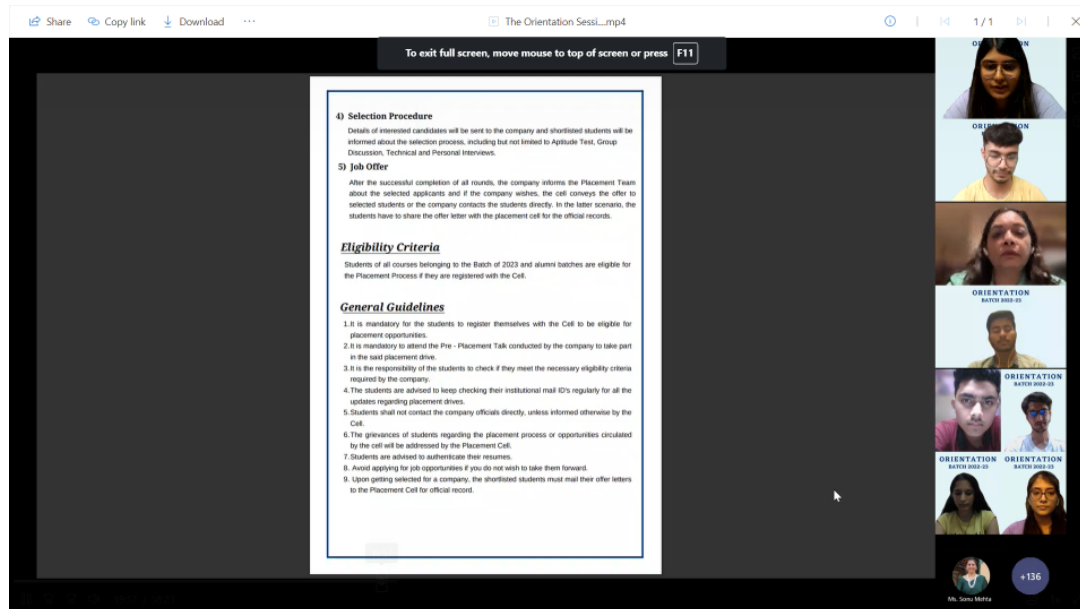 Share Copy link Download ... The Orientation Sessi....mp4 1 / 1
To exit full screen, move mouse to top of screen or press F11
4) Selection Procedure
Details of interested candidates will be sent to the company and shortlisted students will be
informed about the selection process, including but not limited to Aptitude Test, Group
Discussion, Technical and Personal Interviews.
5) Job Offer
After the successful completion of all rounds, the company informs the Placement Team
about the selected applicants and if the company wishes, the cell conveys the offer to
selected students or the company contacts the students directly. In the latter scenario, the
students have to share the offer letter with the placement cell for the official records.
Eligibility Criteria
Students of all courses belonging to the Batch of 2023 and alumni batches are eligible for
the Placement Process if they are registered with the Cell.
General Guidelines
1.It is mandatory for the students to register themselves with the Cell to be eligible for
placement opportunities.
2.It is mandatory to attend the Pre - Placement Talk conducted by the company to take part
in the said placement drive.
3.It is the responsibility of the students to check if they meet the necessary eligibility criteria
required by the company.
4.The students are advised to keep checking their institutional mail ID's regularly for all the
updates regarding placement drives.
5.Students shall not contact the company officials directly, unless informed otherwise by the
Cell.
6.The grievances of students regarding the placement process or opportunities circulated
by the cell will be addressed by the Placement Cell.
7.Students are advised to authenticate their resumes.
8. Avoid applying for job opportunities if you do not wish to take them forward.
9. Upon getting selected for a company, the shortlisted students must mail their offer letters
to the Placement Cell for official record.
ORIENTATION
BATCH 2022-23
ORIENTATION
BATCH 2022-23
ORIENTATION ORIENTATION
BATCH 2022-23 BATCH 2022-23
Ms. Sonu Mehta
+136